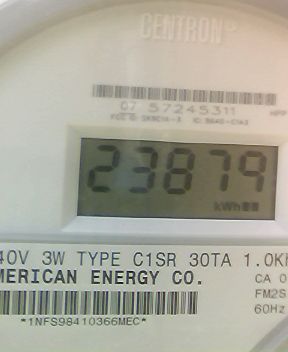 CENTRON®
07 57245311
23879
kWh
40V 3W TYPE C1SR 30TA 1.0K
MERICAN ENERGY CO.
CA 0
FM2S
60Hz
*1NFS98410366MEC*